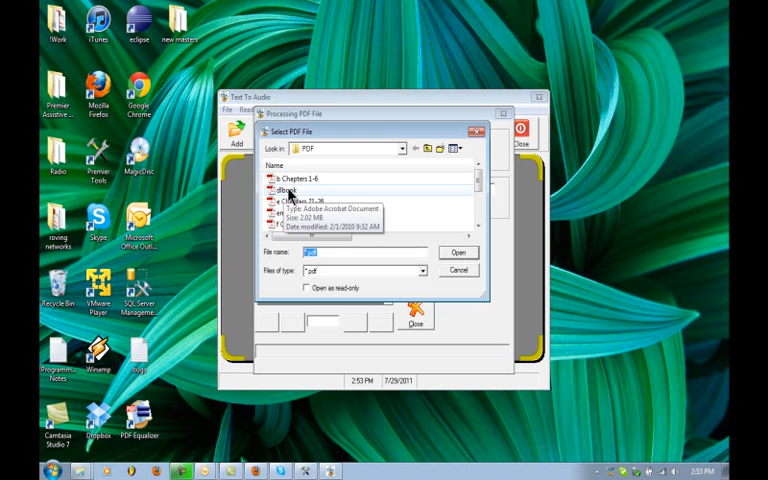 !Work
iTunes
eclipse
new masters
Premier Assistive ...
Mozilla Firefox
Google Chrome
Radio
Premier Tools
MagicDisc
roving networks
Skype
Microsoft Office Outl...
Recycle Bin
VMware Player
SQL Server Manageme...
Programm... Notes
Winamp
bugs
Camtasia Studio 7
Dropbox
PDF Equalizer
Text To Audio
File
Add
Close
Processing PDF File
Select PDF File
Look in:
PDF
Name
b Chapters 1-6
dlbook
e Chapters 21-26
Type: Adobe Acrobat Document
Size: 2.02 MB
Date modified: 2/1/2010 9:32 AM
File name:
*.pdf
Open
Files of type:
*.pdf
Cancel
Open as read-only
Close
2:53 PM
7/29/2011
2:53 PM